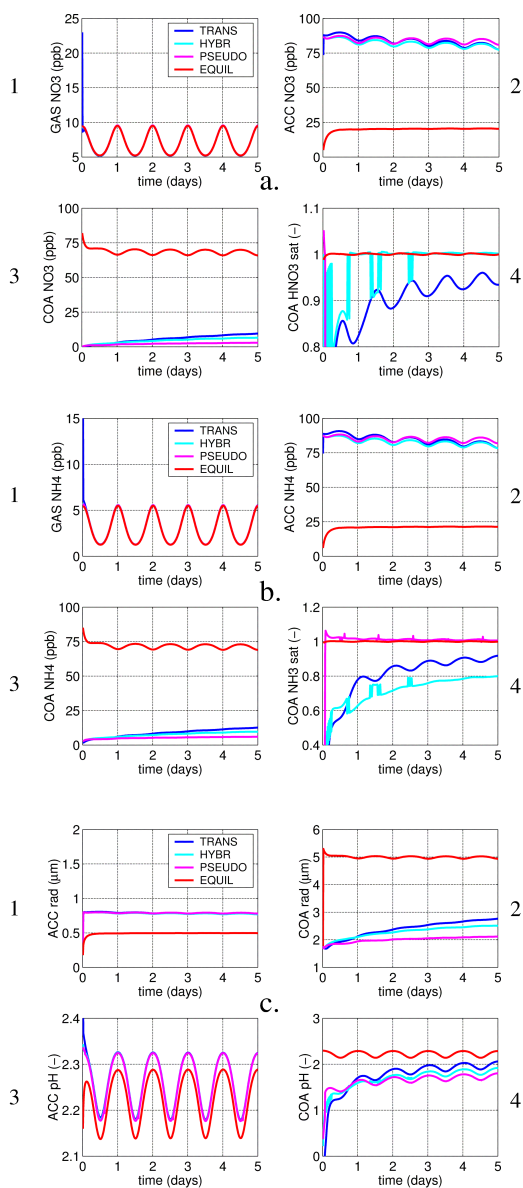 25
20
15
10
5
0 1 2 3 4 5
GAS NO3 (ppb)
time (days)
TRANS
HYBR
PSEUDO
EQUIL
1
100
75
50
25
0
0 1 2 3 4 5
ACC NO3 (ppb)
time (days)
2
a.
100
75
50
25
0
0 1 2 3 4 5
COA NO3 (ppb)
time (days)
3
1.1
1
0.9
0.8
0 1 2 3 4 5
COA HNO3 sat (−)
time (days)
4
15
10
5
0
0 1 2 3 4 5
GAS NH4 (ppb)
time (days)
TRANS
HYBR
PSEUDO
EQUIL
1
100
75
50
25
0
0 1 2 3 4 5
ACC NH4 (ppb)
time (days)
2
b.
100
75
50
25
0
0 1 2 3 4 5
COA NH4 (ppb)
time (days)
3
1.2
1
0.8
0.6
0.4
0 1 2 3 4 5
COA NH3 sat (−)
time (days)
4
2
1.5
1
0.5
0
0 1 2 3 4 5
ACC rad (μm)
time (days)
TRANS
HYBR
PSEUDO
EQUIL
1
6
5
4
3
2
1
0 1 2 3 4 5
COA rad (μm)
time (days)
2
c.
2.4
2.3
2.2
2.1
0 1 2 3 4 5
ACC pH (−)
time (days)
3
3
2
1
0
0 1 2 3 4 5
COA pH (−)
time (days)
4